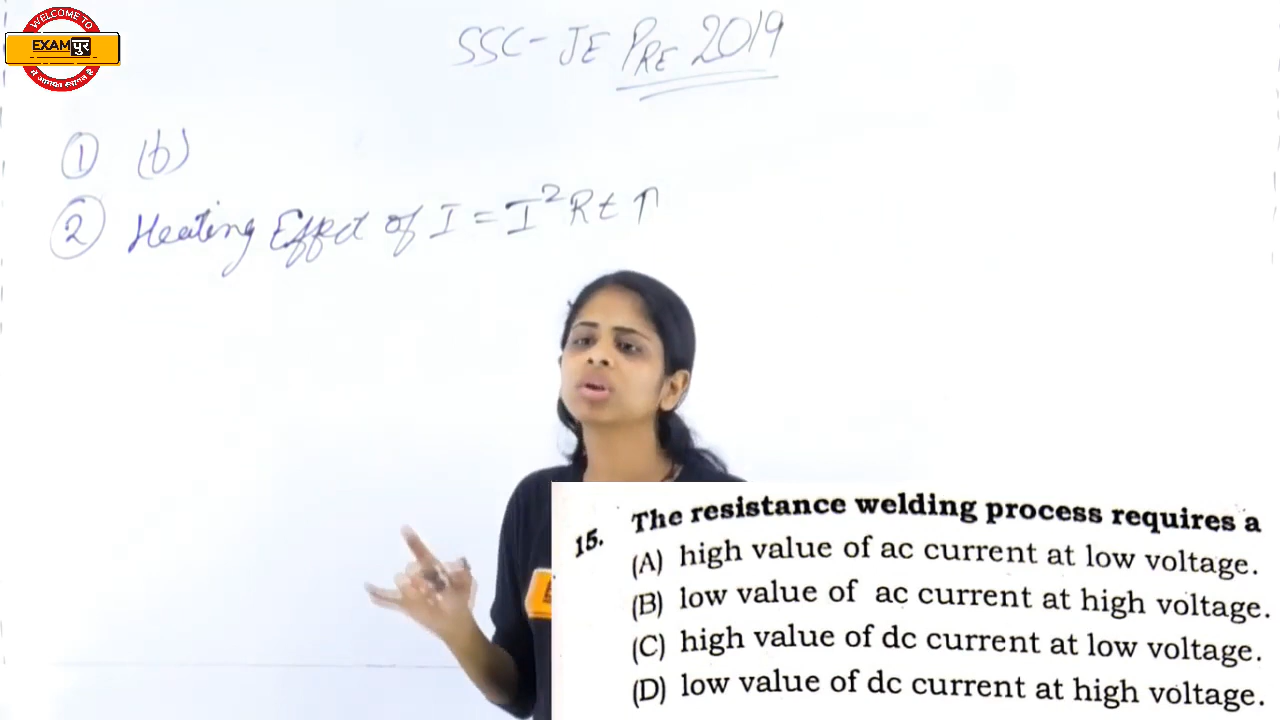 WELCOME TO
EXAMपुर
SSC-JE PRE 2019
① (b)
② Heating Effect of I = I²Rt ↑
15. The resistance welding process requires a
(A) high value of ac current at low voltage.
(B) low value of ac current at high voltage.
(C) high value of dc current at low voltage.
(D) low value of dc current at high voltage.